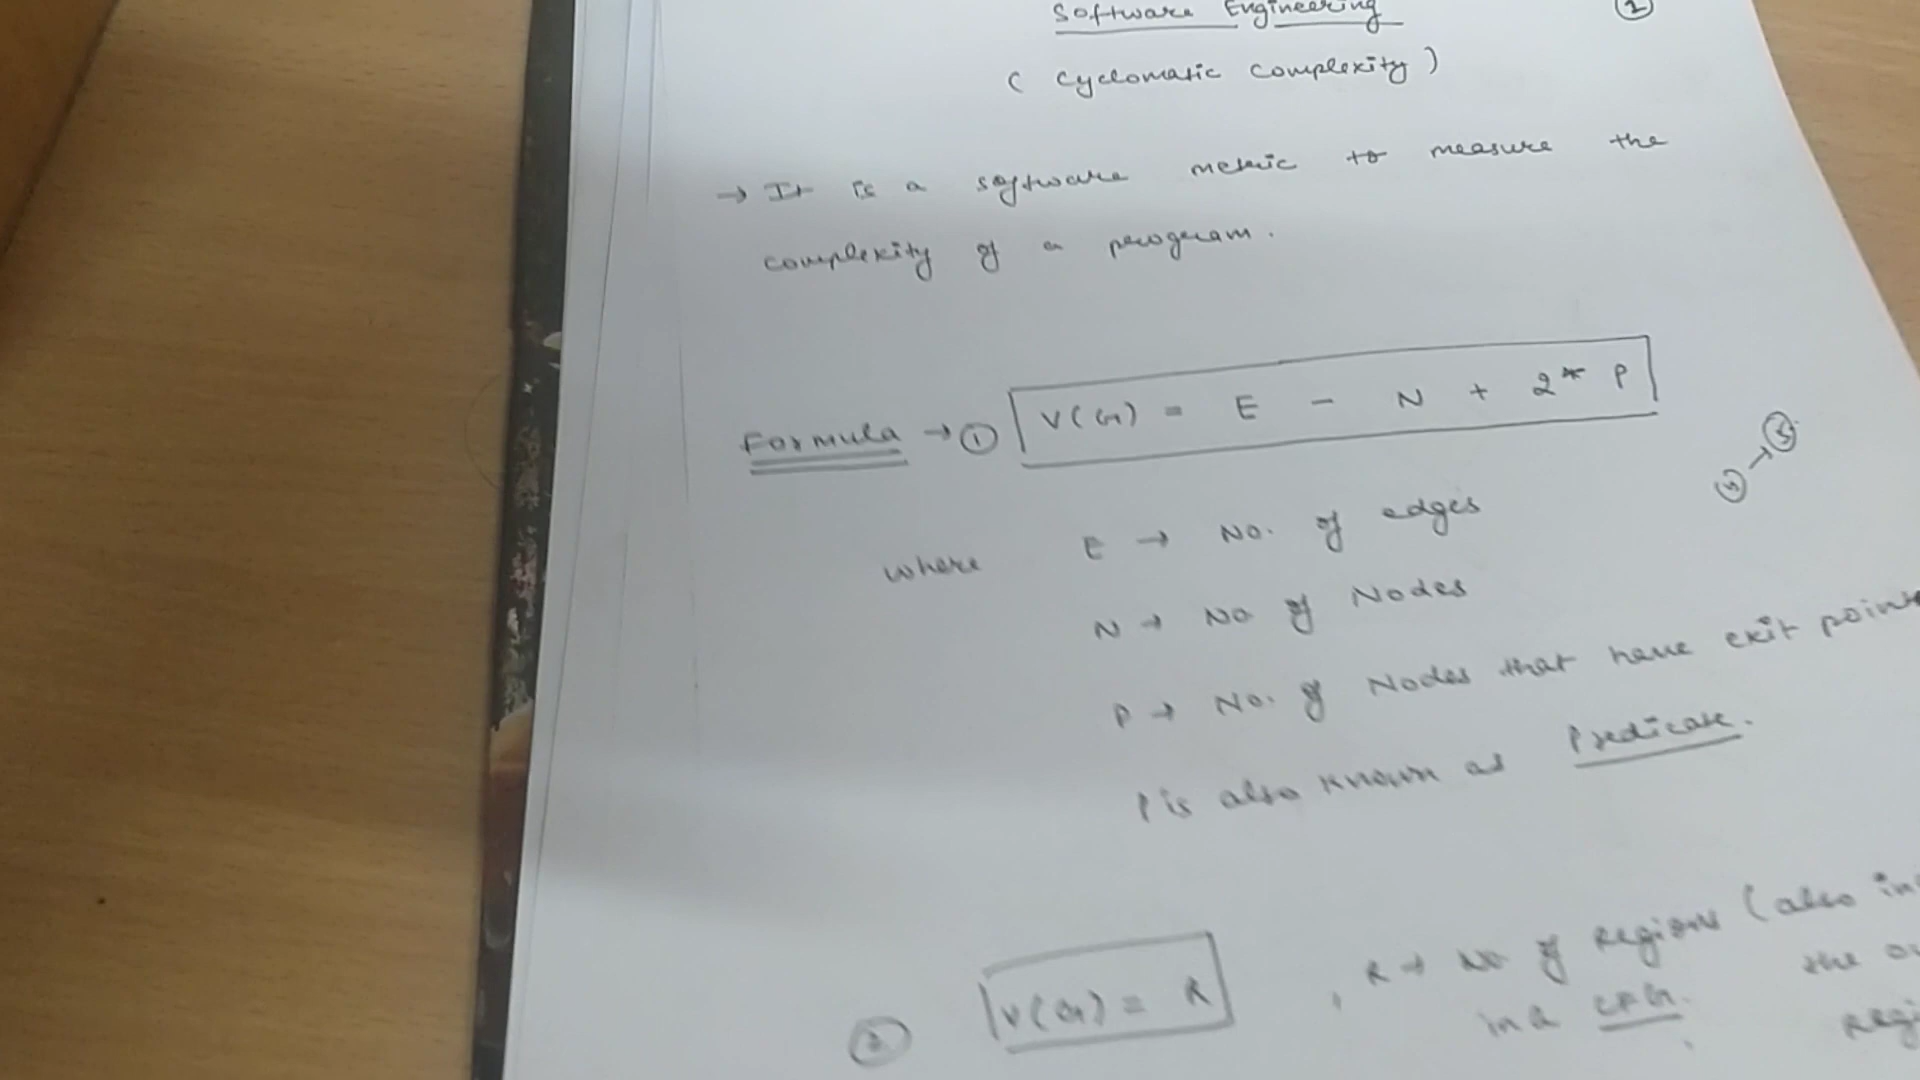 Software Engineering
(2)
( Cyclomatic Complexity )
→ It is a software metric to measure the
complexity of a program.
Formula → ① V(G) = E - N + 2* P
where E → No. of edges
N → No of Nodes
P → No. of Nodes that have exit point
P is also known as Predicate.
② V(G) = R , R → No of Regions (also in
in a CFG. the